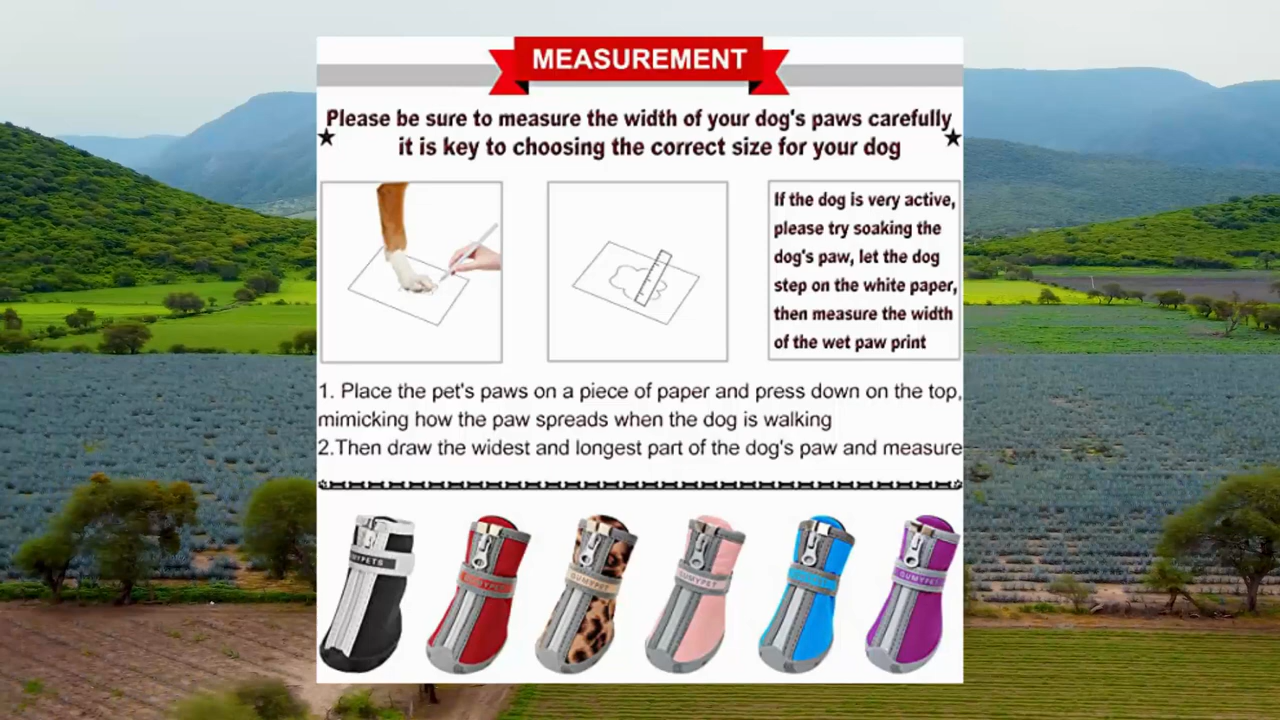 MEASUREMENT
Please be sure to measure the width of your dog's paws carefully
it is key to choosing the correct size for your dog
If the dog is very active,
please try soaking the
dog's paw, let the dog
step on the white paper,
then measure the width
of the wet paw print
1. Place the pet's paws on a piece of paper and press down on the top,
mimicking how the paw spreads when the dog is walking
2.Then draw the widest and longest part of the dog's paw and measure